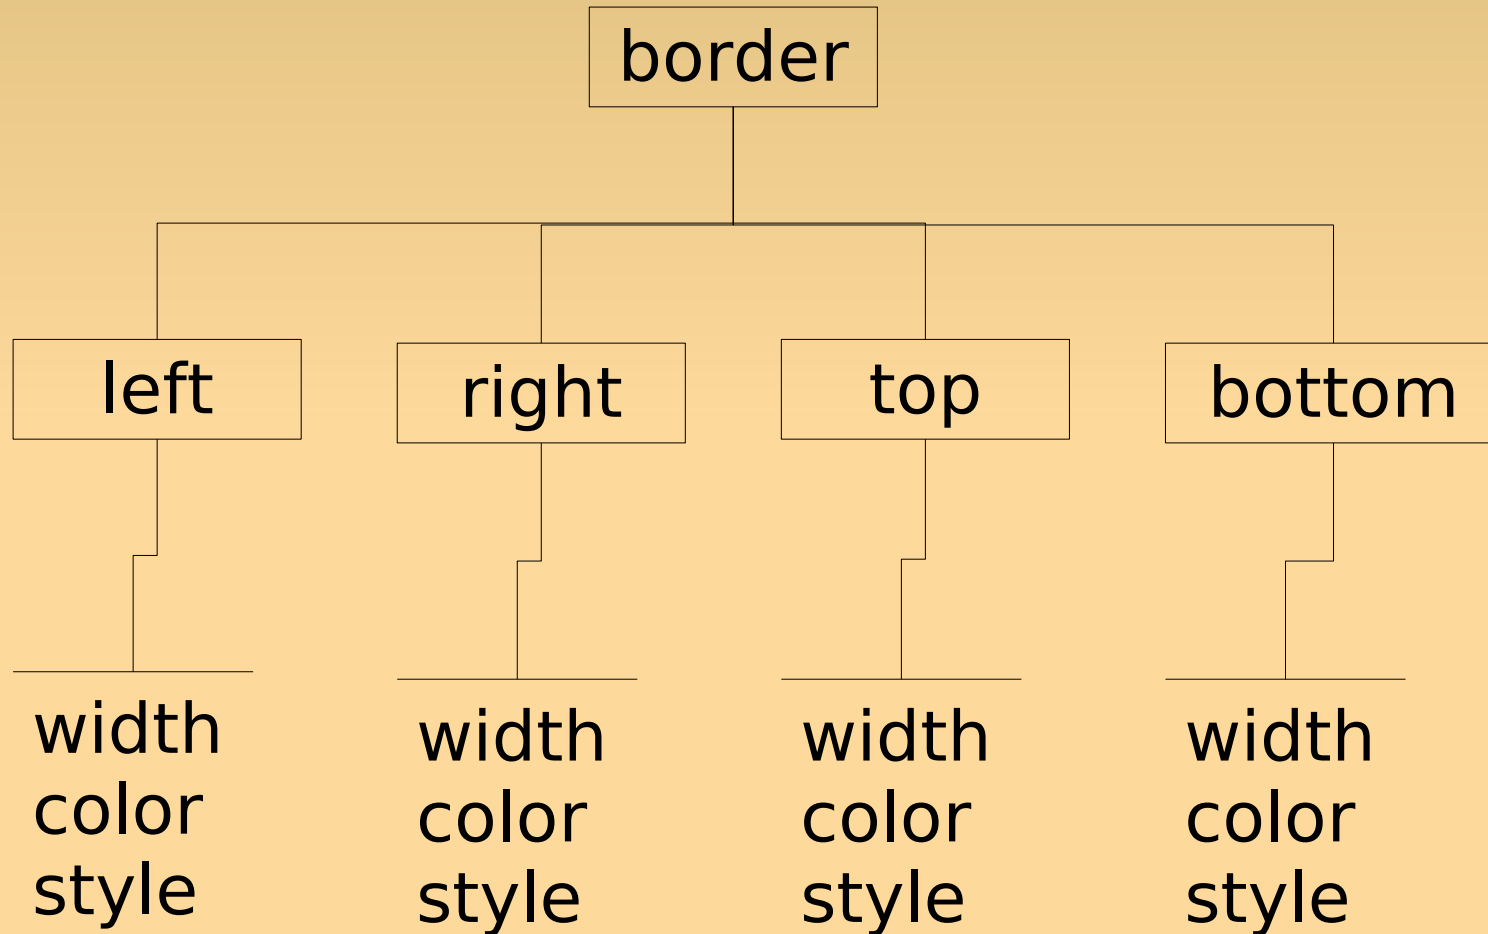 border
left
right
top
bottom
width
color
style
width
color
style
width
color
style
width
color
style